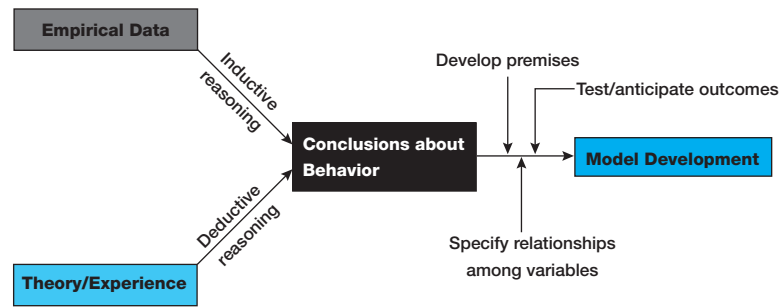 Empirical Data
Inductive
reasoning
Develop premises
Test/anticipate outcomes
Conclusions about
Behavior
Model Development
Deductive
reasoning
Specify relationships
among variables
Theory/Experience